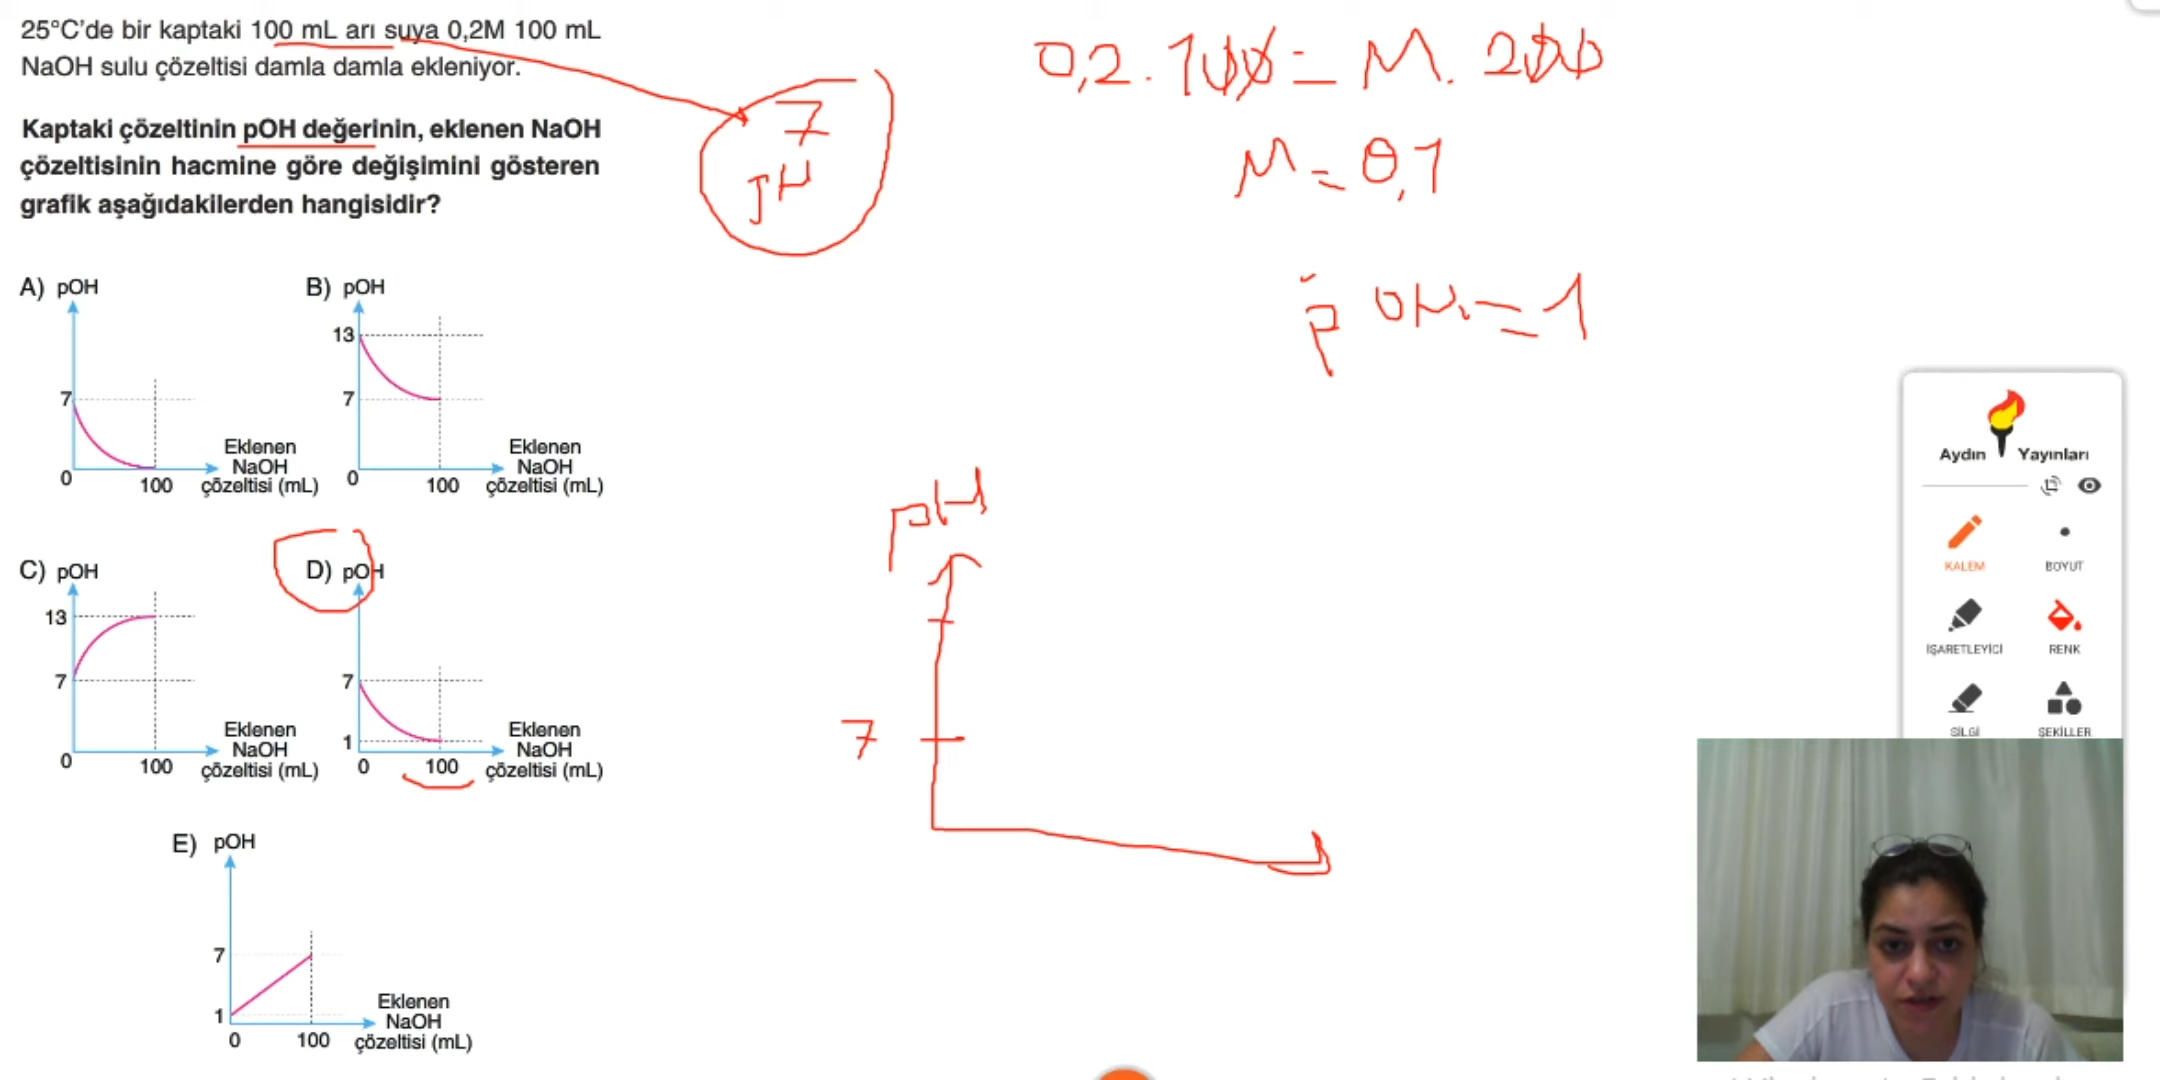 25°C'de bir kaptaki 100 mL arı suya 0,2M 100 mL
NaOH sulu çözeltisi damla damla ekleniyor.
Kaptaki çözeltinin pOH değerinin, eklenen NaOH
çözeltisinin hacmine göre değişimini gösteren
grafik aşağıdakilerden hangisidir?
7
pH
0,2 . 100 = M. 200
M = 0,1
pOH = 1
A) pOH
7
0
100
Eklenen
NaOH
çözeltisi (mL)
B) pOH
13
7
0
100
Eklenen
NaOH
çözeltisi (mL)
C) pOH
13
7
0
100
Eklenen
NaOH
çözeltisi (mL)
D) pOH
7
1
0
100
Eklenen
NaOH
çözeltisi (mL)
E) pOH
7
1
0
100
Eklenen
NaOH
çözeltisi (mL)
pH
7
Aydın Yayınları
KALEM
BOYUT
İŞARETLEYİCİ
RENK
SİLGİ
ŞEKİLLER